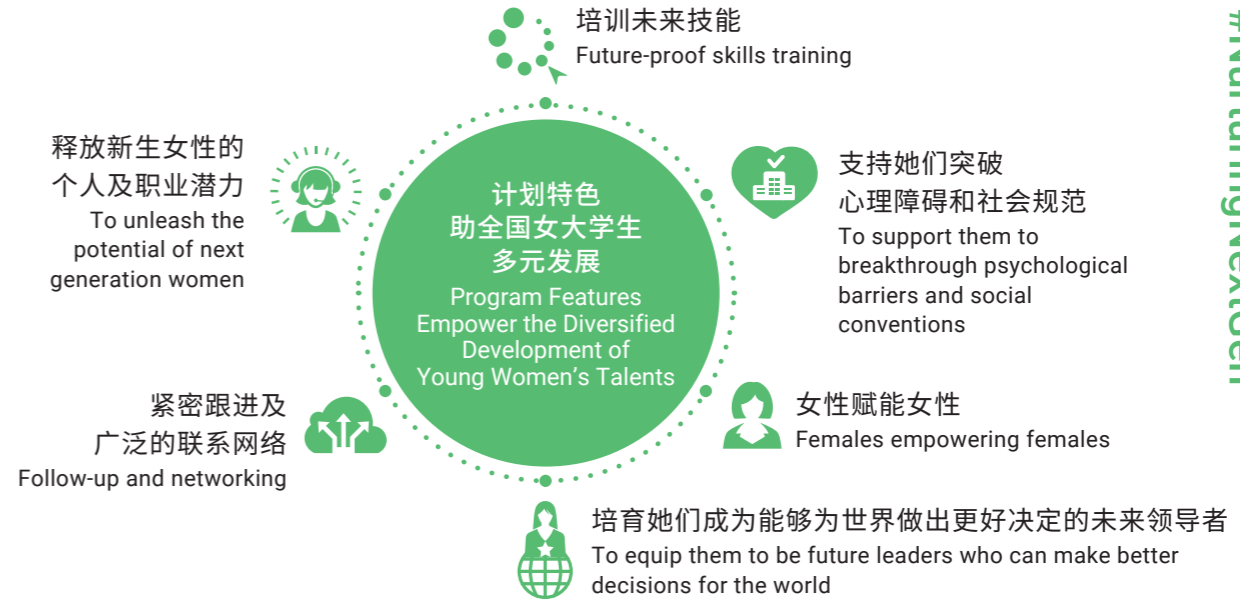 培训未来技能
Future-proof skills training
释放新生女性的
个人及职业潜力
To unleash the
potential of next
generation women
计划特色
助全国女大学生
多元发展
Program Features
Empower the Diversified
Development of
Young Women’s Talents
支持她们突破
心理障碍和社会规范
To support them to
breakthrough psychological
barriers and social
conventions
紧密跟进及
广泛的联系网络
Follow-up and networking
女性赋能女性
Females empowering females
培育她们成为能够为世界做出更好决定的未来领导者
To equip them to be future leaders who can make better
decisions for the world
#NurturingNextGen